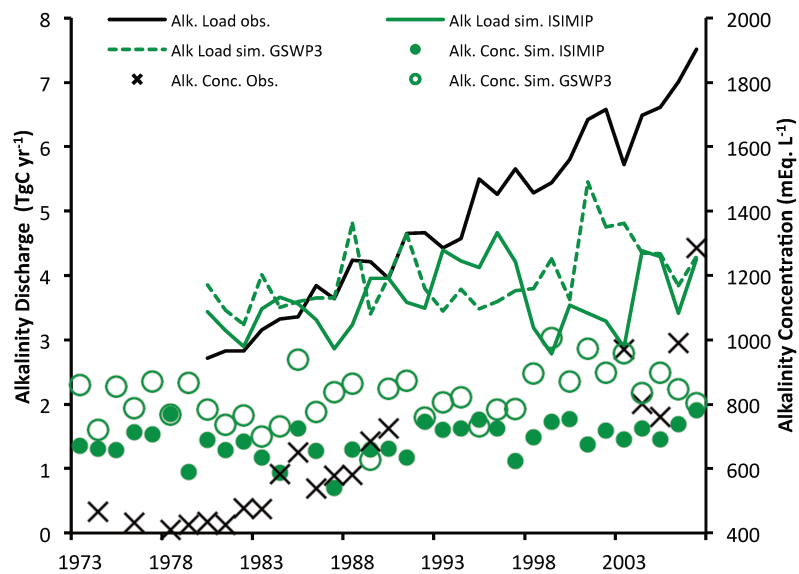 8 2000
Alk. Load obs. Alk Load sim. ISIMIP
Alk Load sim. GSWP3 Alk. Conc. Sim. ISIMIP
Alk. Conc. Obs. Alk. Conc. Sim. GSWP3
7 1800
6 1600
5 1400
4 1200
3 1000
2 800
1 600
0 400
Alkalinity Discharge (TgC yr⁻¹)
Alkalinity Concentration (mEq. L⁻¹)
1973 1978 1983 1988 1993 1998 2003